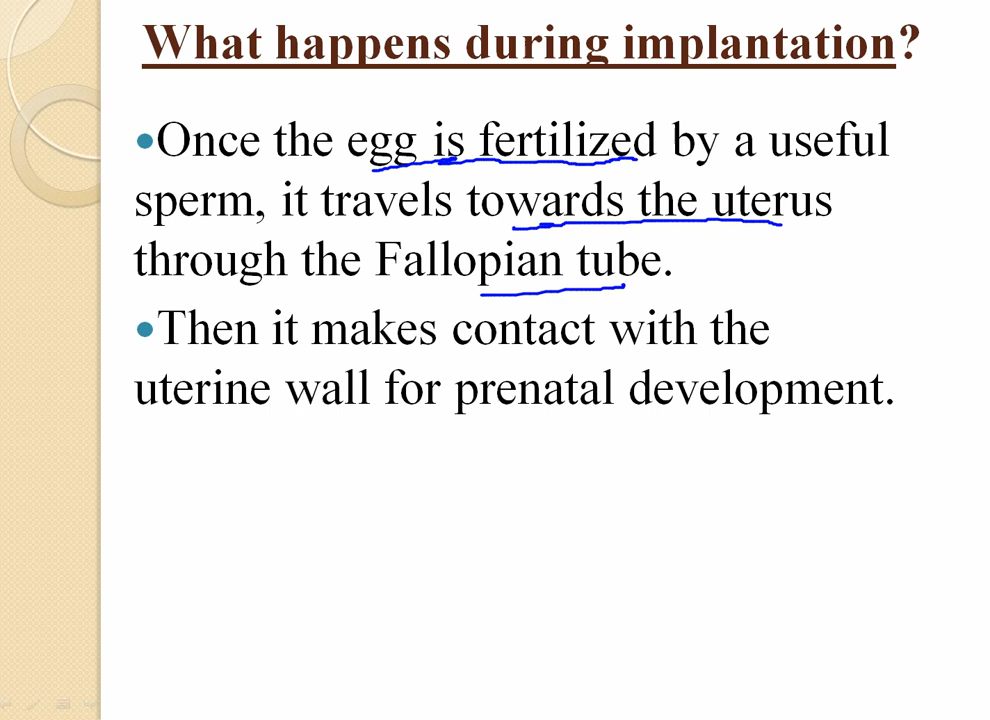 What happens during implantation?
•Once the egg is fertilized by a useful
sperm, it travels towards the uterus
through the Fallopian tube.
•Then it makes contact with the
uterine wall for prenatal development.